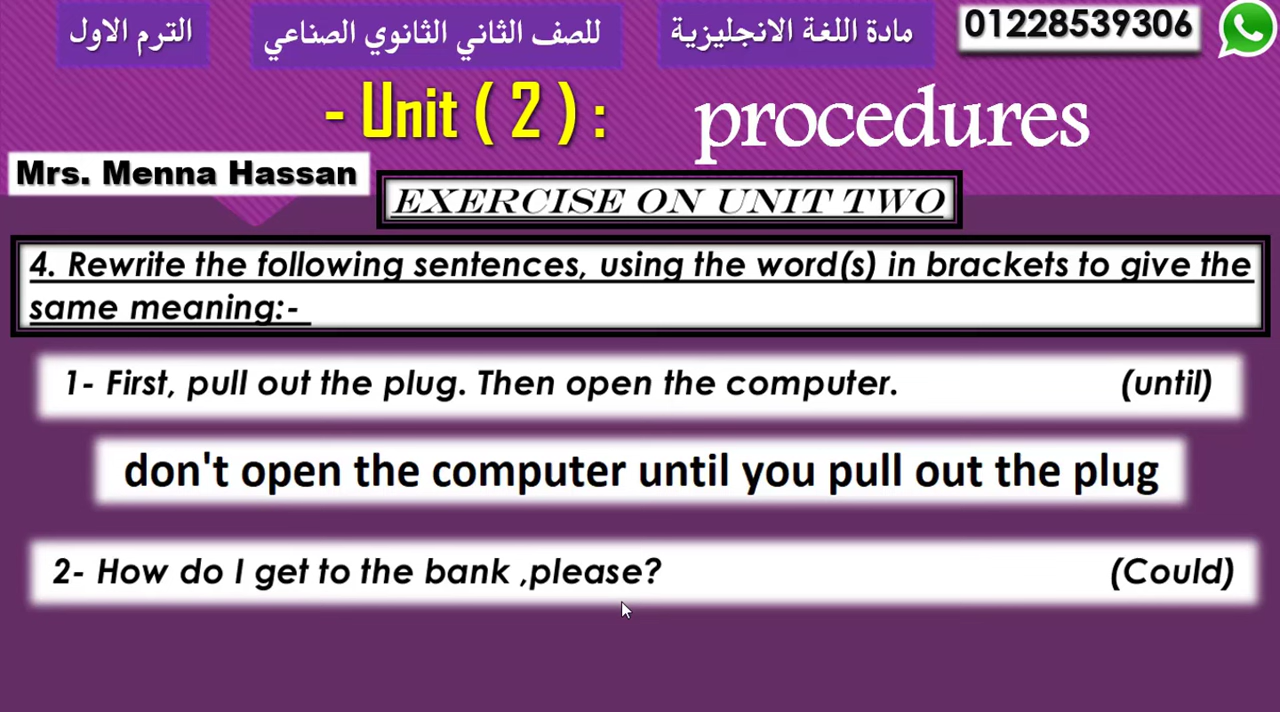 الترم الاول
للصف الثاني الثانوي الصناعي
مادة اللغة الانجليزية
01228539306
- Unit ( 2 ) : procedures
Mrs. Menna Hassan
EXERCISE ON UNIT TWO
4. Rewrite the following sentences, using the word(s) in brackets to give the
same meaning:-
1- First, pull out the plug. Then open the computer. (until)
don't open the computer until you pull out the plug
2- How do I get to the bank ,please? (Could)